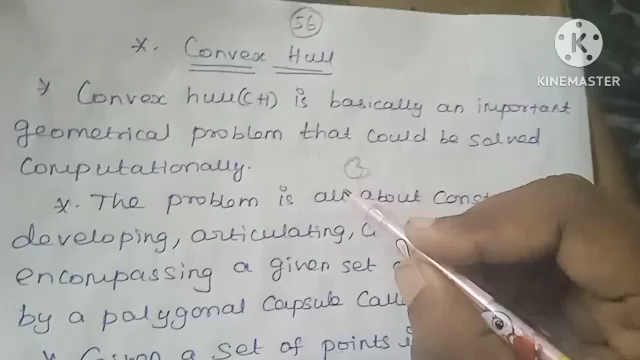 56
*. Convex Hull
* Convex hull(CH) is basically an important
geometrical problem that could be solved
computationally.
*. The problem is all about
developing, articulating,
encompassing a given set
by a polygonal capsule
* Given a set of points
KINEMASTER